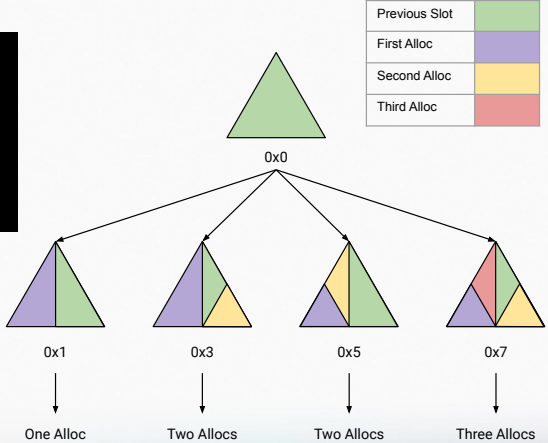 Previous Slot
First Alloc
Second Alloc
Third Alloc
0x0
0x1
0x3
0x5
0x7
One Alloc
Two Allocs
Two Allocs
Three Allocs